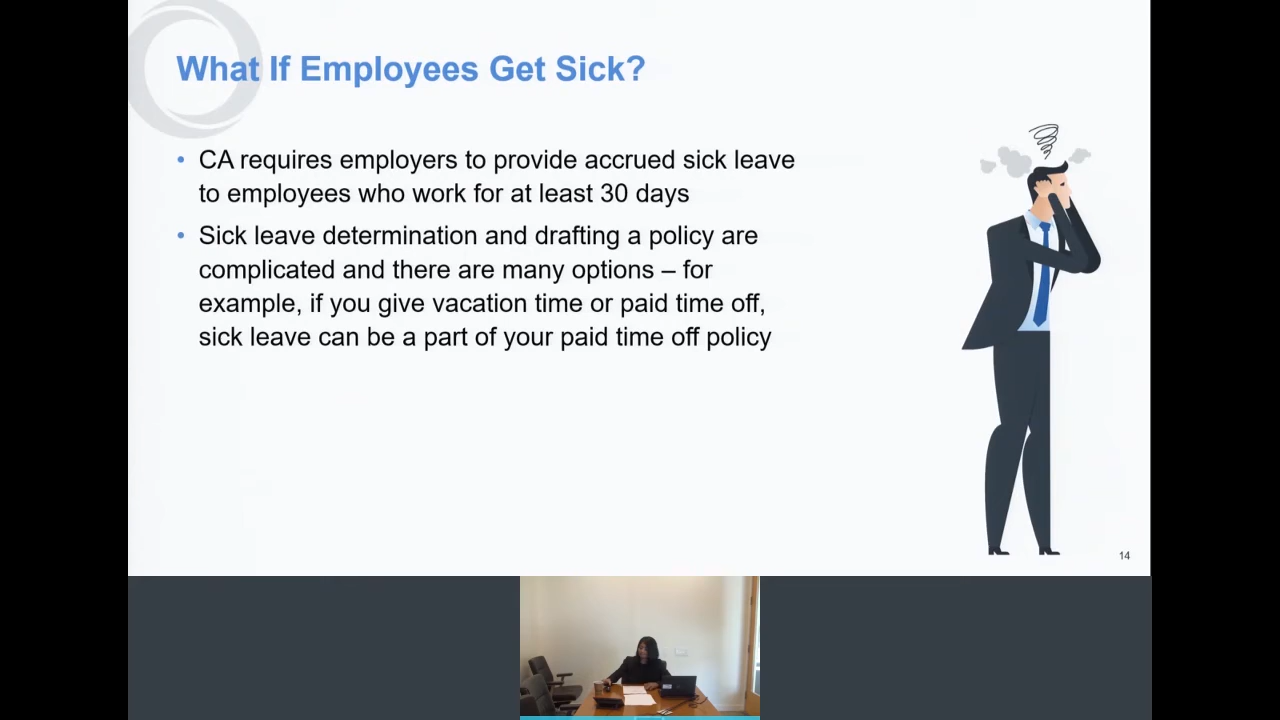 What If Employees Get Sick?
• CA requires employers to provide accrued sick leave
to employees who work for at least 30 days
• Sick leave determination and drafting a policy are
complicated and there are many options – for
example, if you give vacation time or paid time off,
sick leave can be a part of your paid time off policy
14